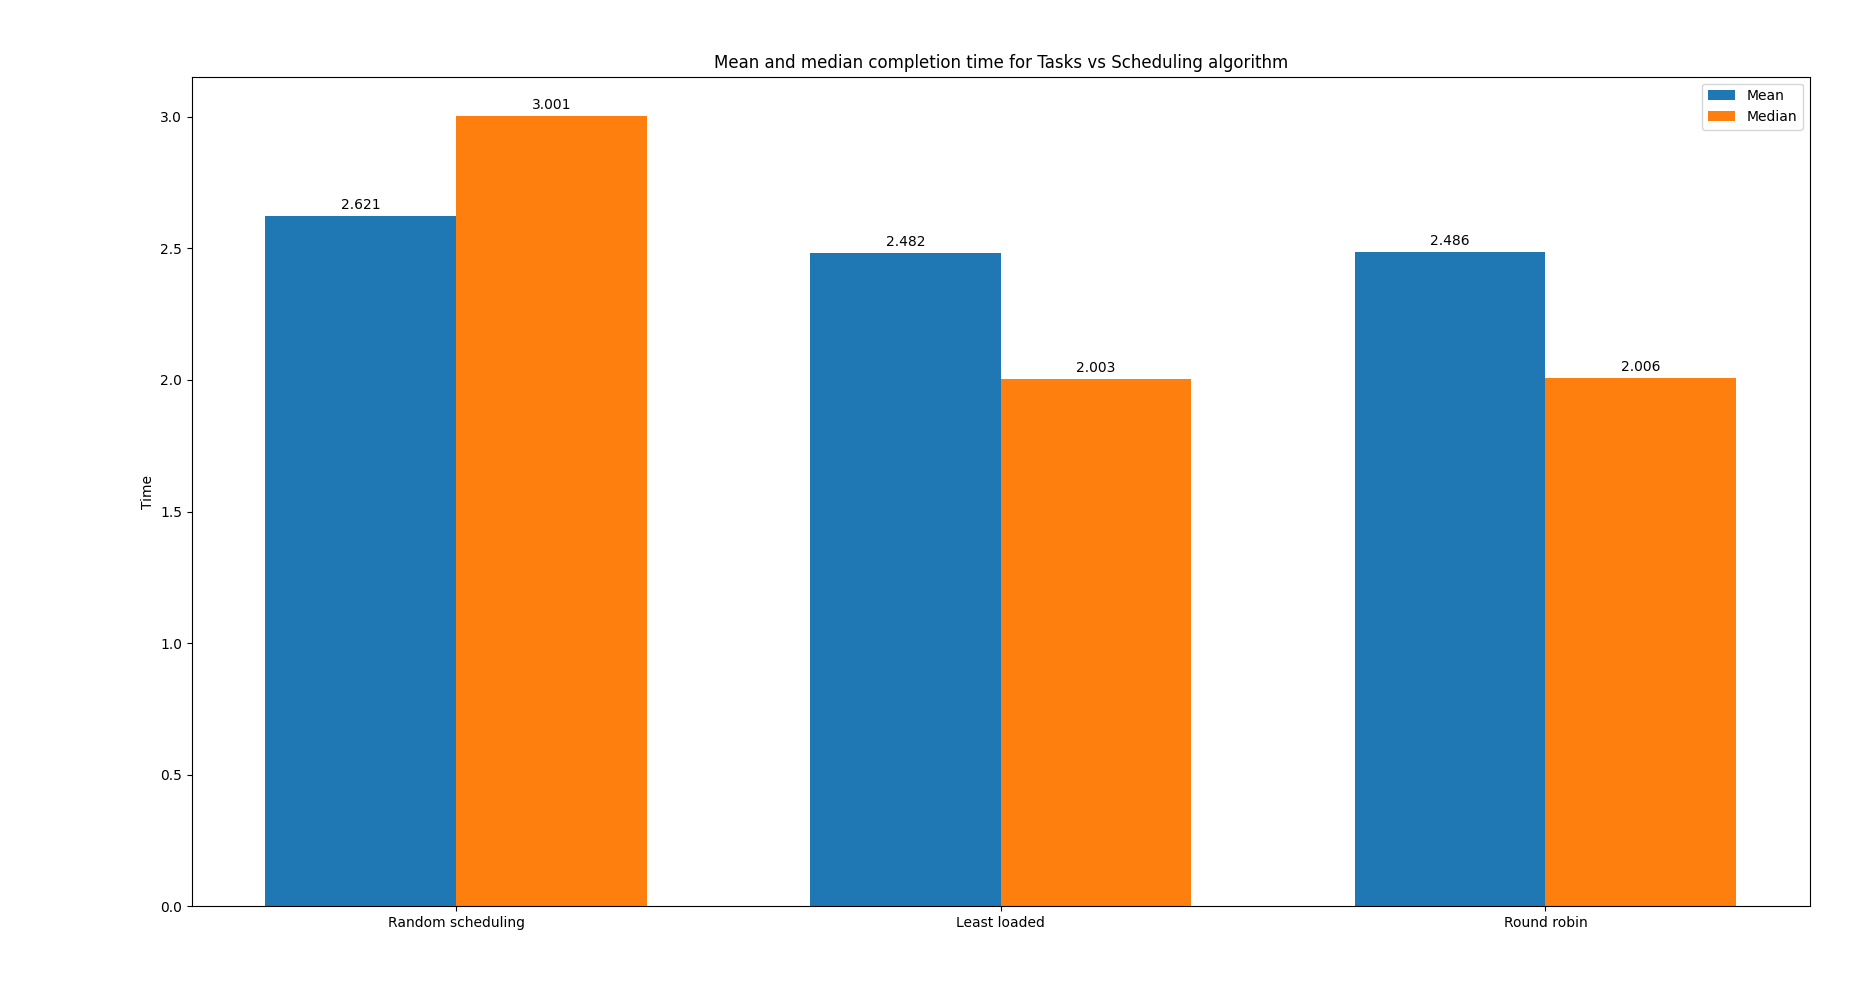 Mean and median completion time for Tasks vs Scheduling algorithm
Mean
Median
3.0
2.5
2.0
1.5
1.0
0.5
0.0
Time
2.621
3.001
2.482
2.003
2.486
2.006
Random scheduling
Least loaded
Round robin